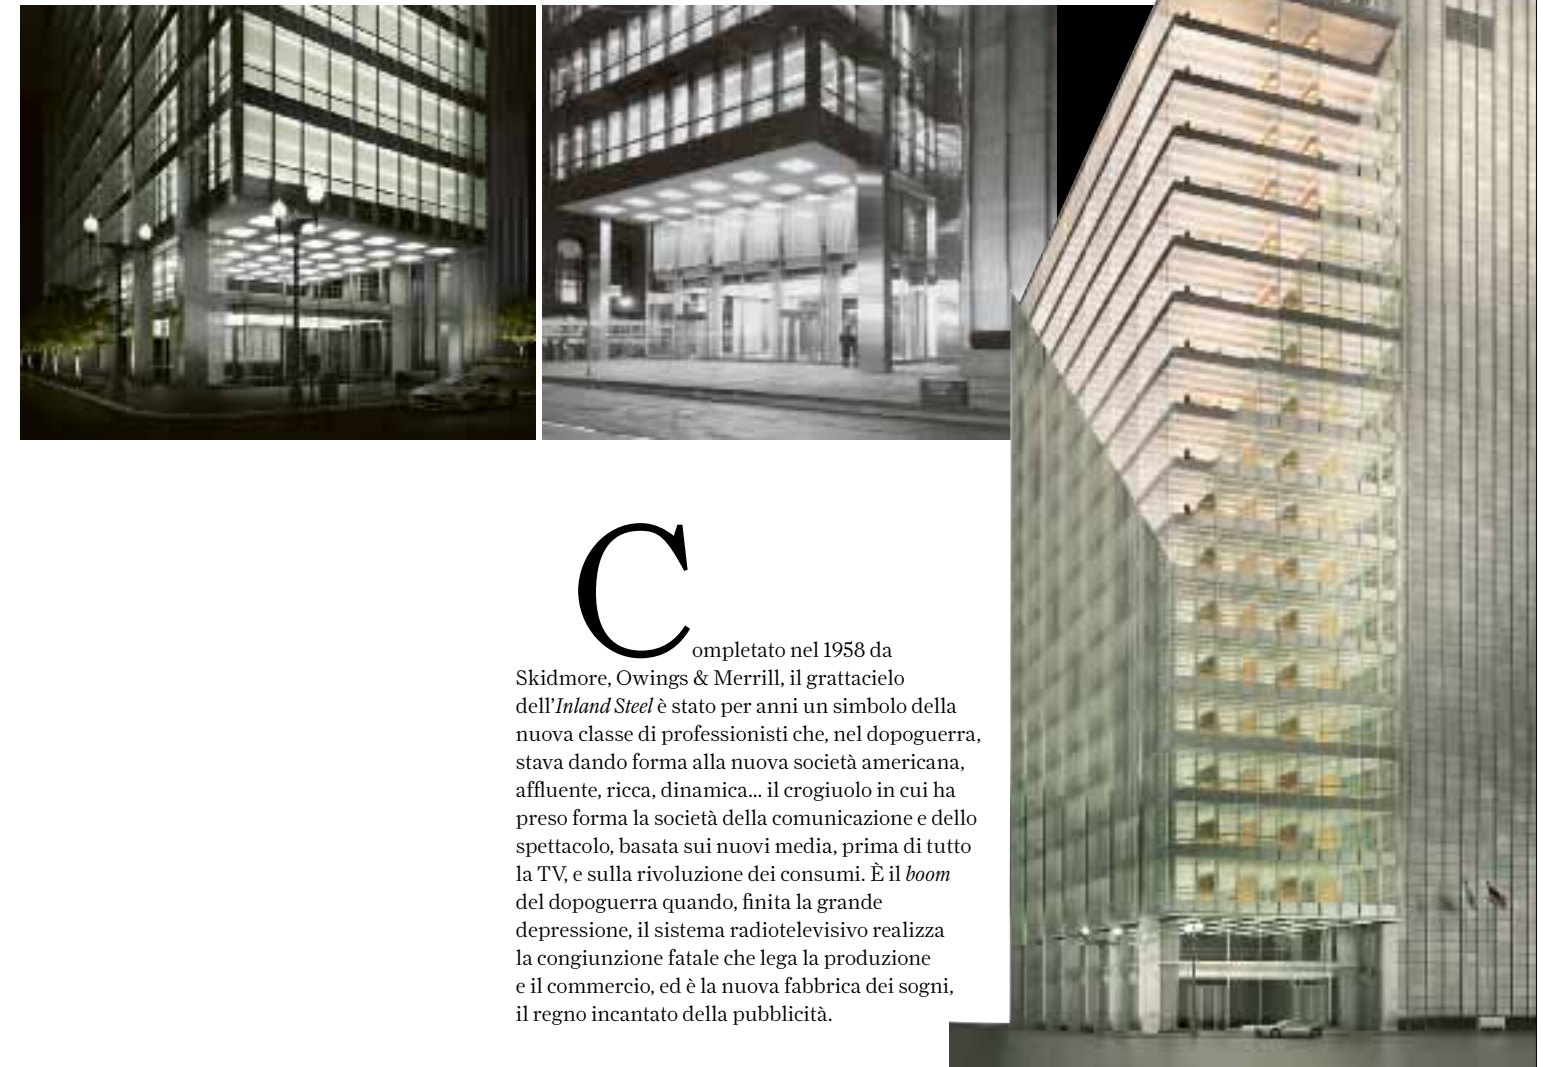 Completato nel 1958 da
Skidmore, Owings & Merrill, il grattacielo
dell’Inland Steel è stato per anni un simbolo della
nuova classe di professionisti che, nel dopoguerra,
stava dando forma alla nuova società americana,
affluente, ricca, dinamica... il crogiuolo in cui ha
preso forma la società della comunicazione e dello
spettacolo, basata sui nuovi media, prima di tutto
la TV, e sulla rivoluzione dei consumi. È il boom
del dopoguerra quando, finita la grande
depressione, il sistema radiotelevisivo realizza
la congiunzione fatale che lega la produzione
e il commercio, ed è la nuova fabbrica dei sogni,
il regno incantato della pubblicità.